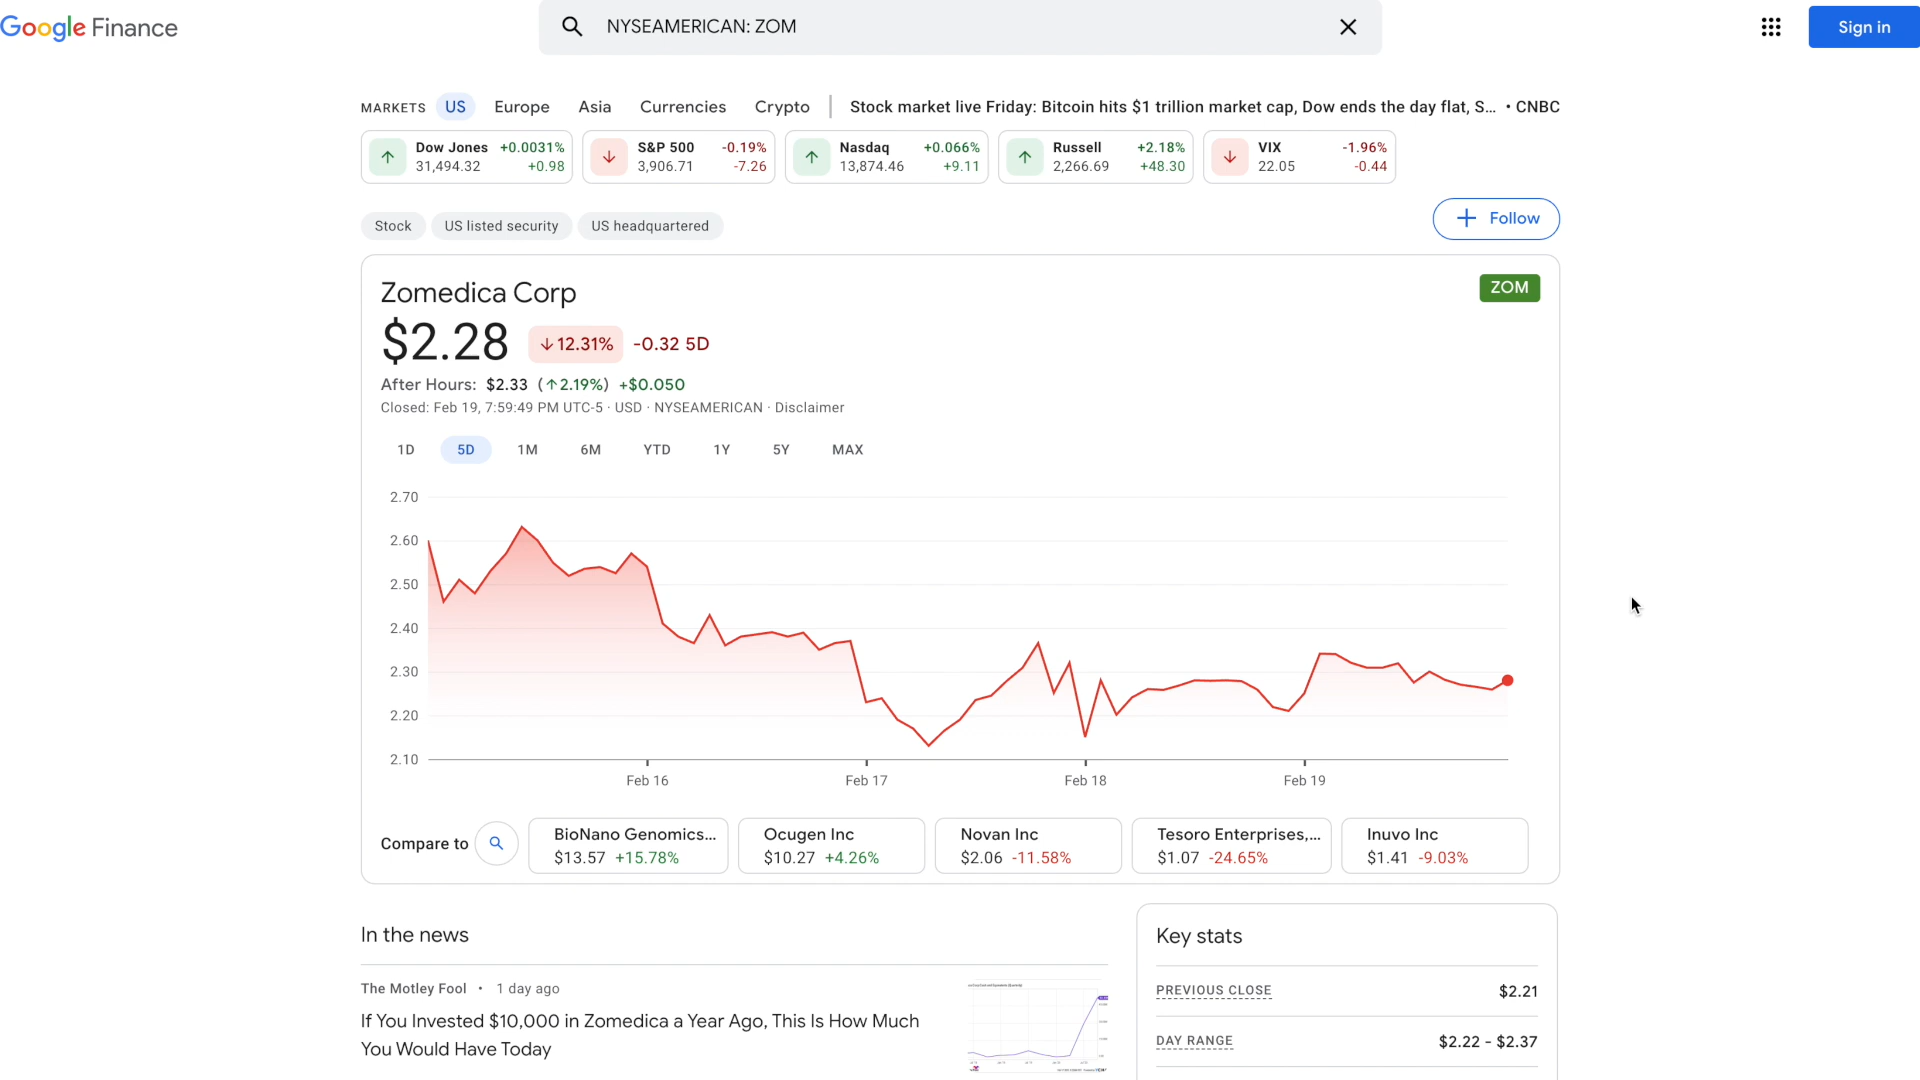 Google Finance
NYSEAMERICAN: ZOM
Sign in
MARKETS US Europe Asia Currencies Crypto Stock market live Friday: Bitcoin hits $1 trillion market cap, Dow ends the day flat, S... • CNBC
Dow Jones +0.0031%
31,494.32 +0.98
S&P 500 -0.19%
3,906.71 -7.26
Nasdaq +0.066%
13,874.46 +9.11
Russell +2.18%
2,266.69 +48.30
VIX -1.96%
22.05 -0.44
Stock US listed security US headquartered
Follow
Zomedica Corp
ZOM
$2.28 ↓12.31% -0.32 5D
After Hours: $2.33 (↑2.19%) +$0.050
Closed: Feb 19, 7:59:49 PM UTC-5 · USD · NYSEAMERICAN · Disclaimer
1D 5D 1M 6M YTD 1Y 5Y MAX
2.70
2.60
2.50
2.40
2.30
2.20
2.10
Feb 16 Feb 17 Feb 18 Feb 19
Compare to
BioNano Genomics...
$13.57 +15.78%
Ocugen Inc
$10.27 +4.26%
Novan Inc
$2.06 -11.58%
Tesoro Enterprises,...
$1.07 -24.65%
Inuvo Inc
$1.41 -9.03%
In the news
The Motley Fool • 1 day ago
If You Invested $10,000 in Zomedica a Year Ago, This Is How Much
You Would Have Today
Key stats
PREVIOUS CLOSE $2.21
DAY RANGE $2.22 - $2.37